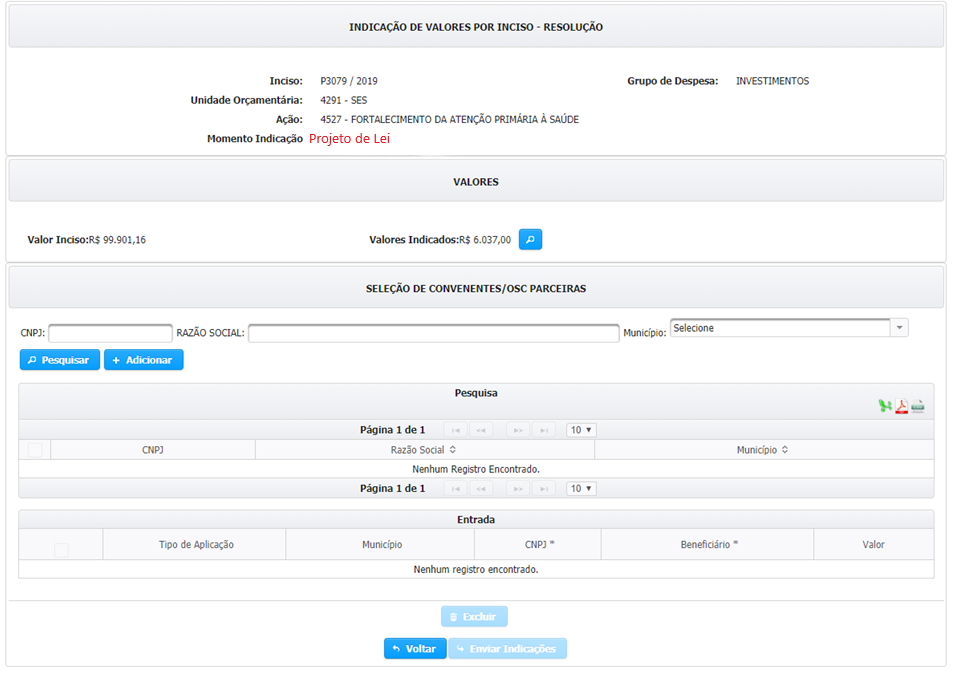 INDICAÇÃO DE VALORES POR INCISO - RESOLUÇÃO
Inciso: P3079 / 2019 Grupo de Despesa: INVESTIMENTOS
Unidade Orçamentária: 4291 - SES
Ação: 4527 - FORTALECIMENTO DA ATENÇÃO PRIMÁRIA À SAÚDE
Momento Indicação Projeto de Lei
VALORES
Valor Inciso:R$ 99.901,16 Valores Indicados:R$ 6.037,00
SELEÇÃO DE CONVENENTES/OSC PARCEIRAS
CNPJ: RAZÃO SOCIAL: Município: Selecione
Pesquisar + Adicionar
Pesquisa
Página 1 de 1 10
CNPJ Razão Social Município
Nenhum Registro Encontrado.
Página 1 de 1 10
Entrada
Tipo de Aplicação Município CNPJ * Beneficiário * Valor
Nenhum registro encontrado.
Excluir
Voltar Enviar Indicações